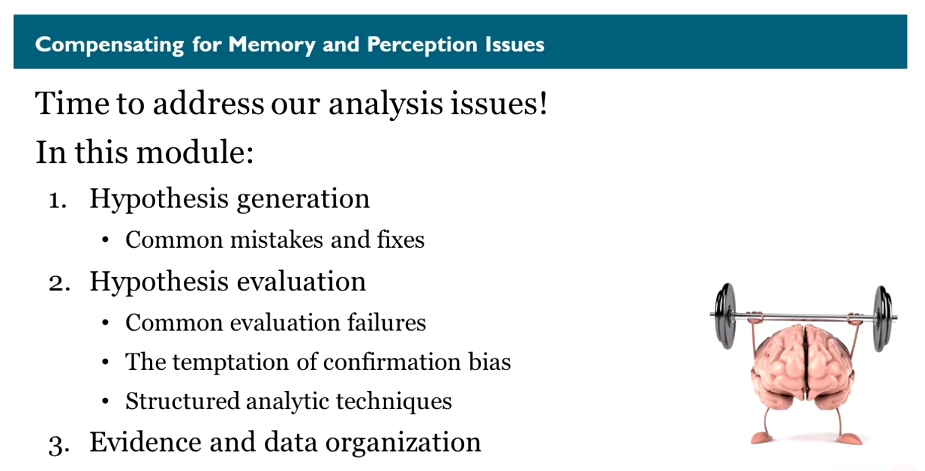 Compensating for Memory and Perception Issues
Time to address our analysis issues!
In this module:
1. Hypothesis generation
• Common mistakes and fixes
2. Hypothesis evaluation
• Common evaluation failures
• The temptation of confirmation bias
• Structured analytic techniques
3. Evidence and data organization